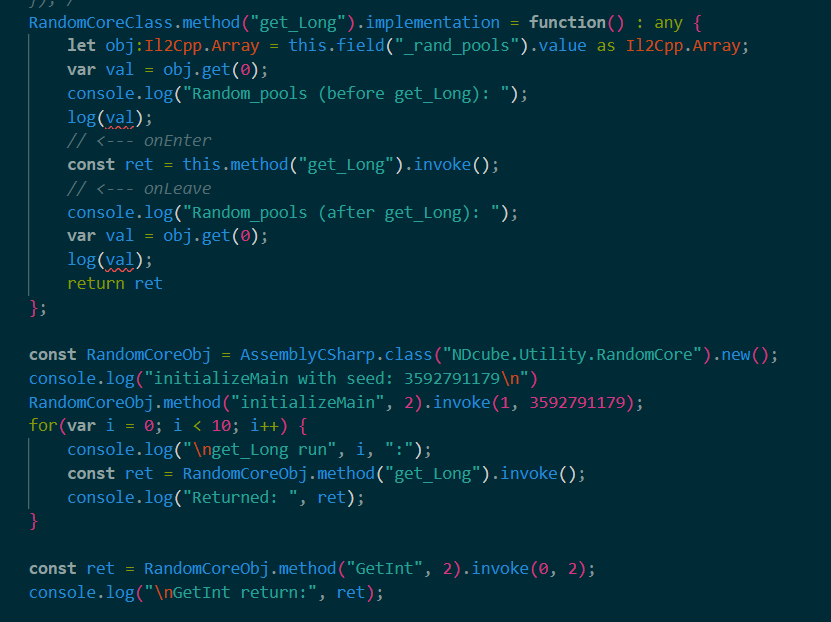 RandomCoreClass.method("get_Long").implementation = function() : any {
let obj:Il2Cpp.Array = this.field("_rand_pools").value as Il2Cpp.Array;
var val = obj.get(0);
console.log("Random_pools (before get_Long): ");
log(val);
// <--- onEnter
const ret = this.method("get_Long").invoke();
// <--- onLeave
console.log("Random_pools (after get_Long): ");
var val = obj.get(0);
log(val);
return ret
};
const RandomCoreObj = AssemblyCSharp.class("NDcube.Utility.RandomCore").new();
console.log("initializeMain with seed: 3592791179\n")
RandomCoreObj.method("initializeMain", 2).invoke(1, 3592791179);
for(var i = 0; i < 10; i++) {
console.log("\nget_Long run", i, ":");
const ret = RandomCoreObj.method("get_Long").invoke();
console.log("Returned: ", ret);
}
const ret = RandomCoreObj.method("GetInt", 2).invoke(0, 2);
console.log("\nGetInt return:", ret);